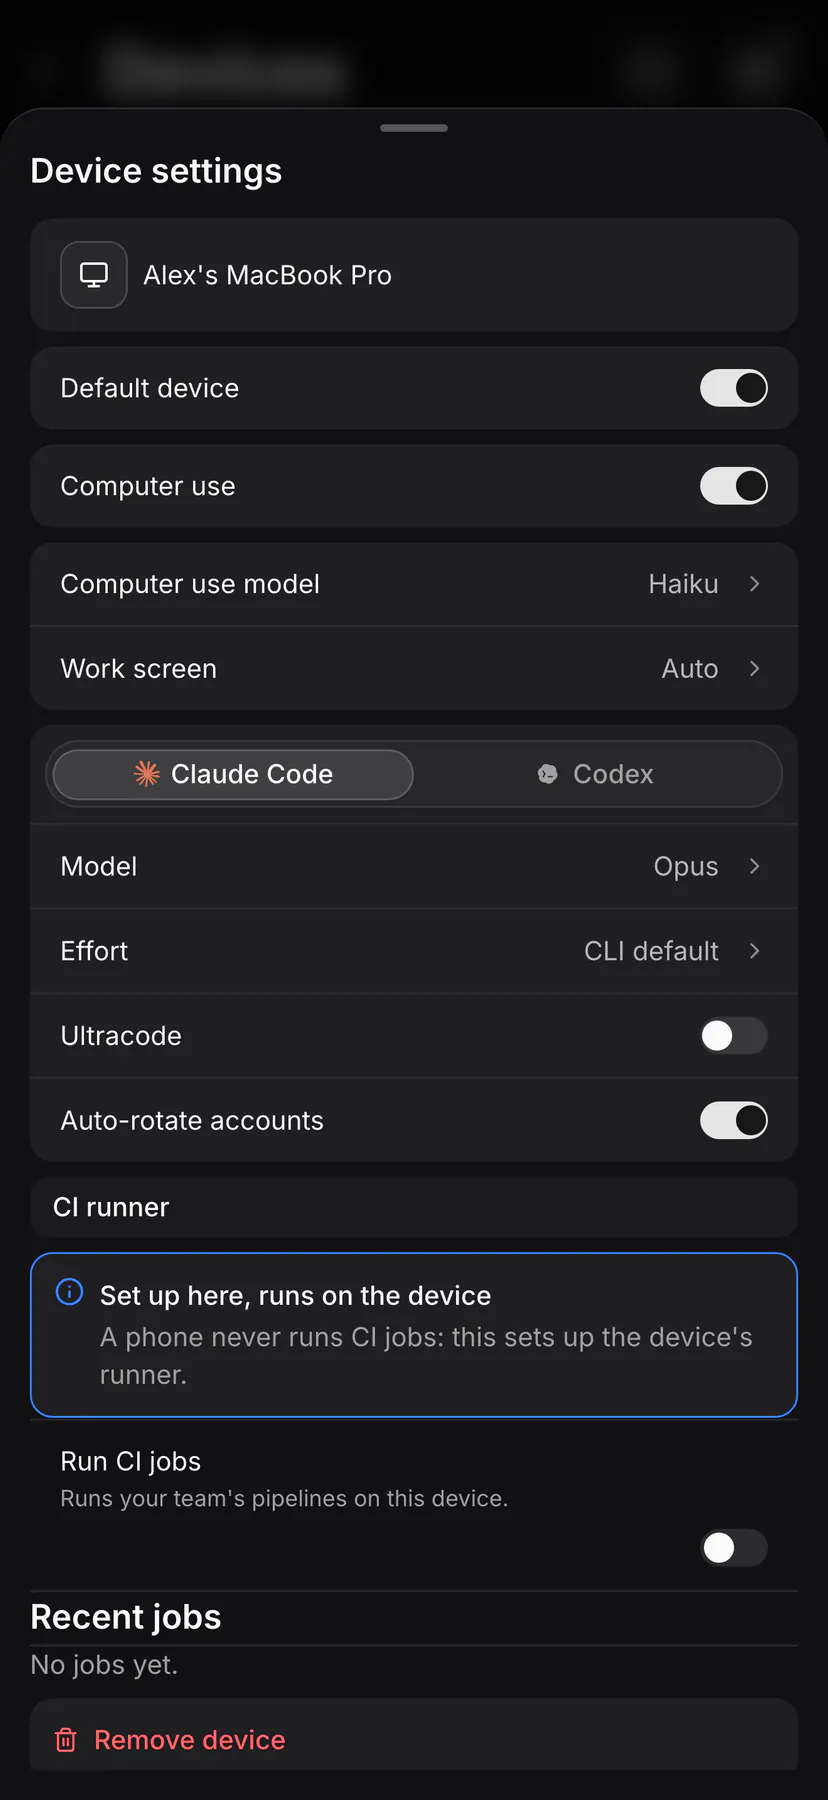 Device settings
Alex's MacBook Pro
Default device
Computer use
Computer use model Haiku
Work screen Auto
Claude Code Codex
Model Opus
Effort CLI default
Ultracode
Auto-rotate accounts
CI runner
Set up here, runs on the device
A phone never runs CI jobs: this sets up the device's
runner.
Run CI jobs
Runs your team's pipelines on this device.
Recent jobs
No jobs yet.
Remove device